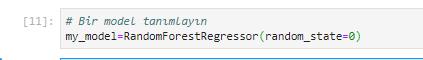 [11]: # Bir model tanımlayın
my_model=RandomForestRegressor(random_state=0)